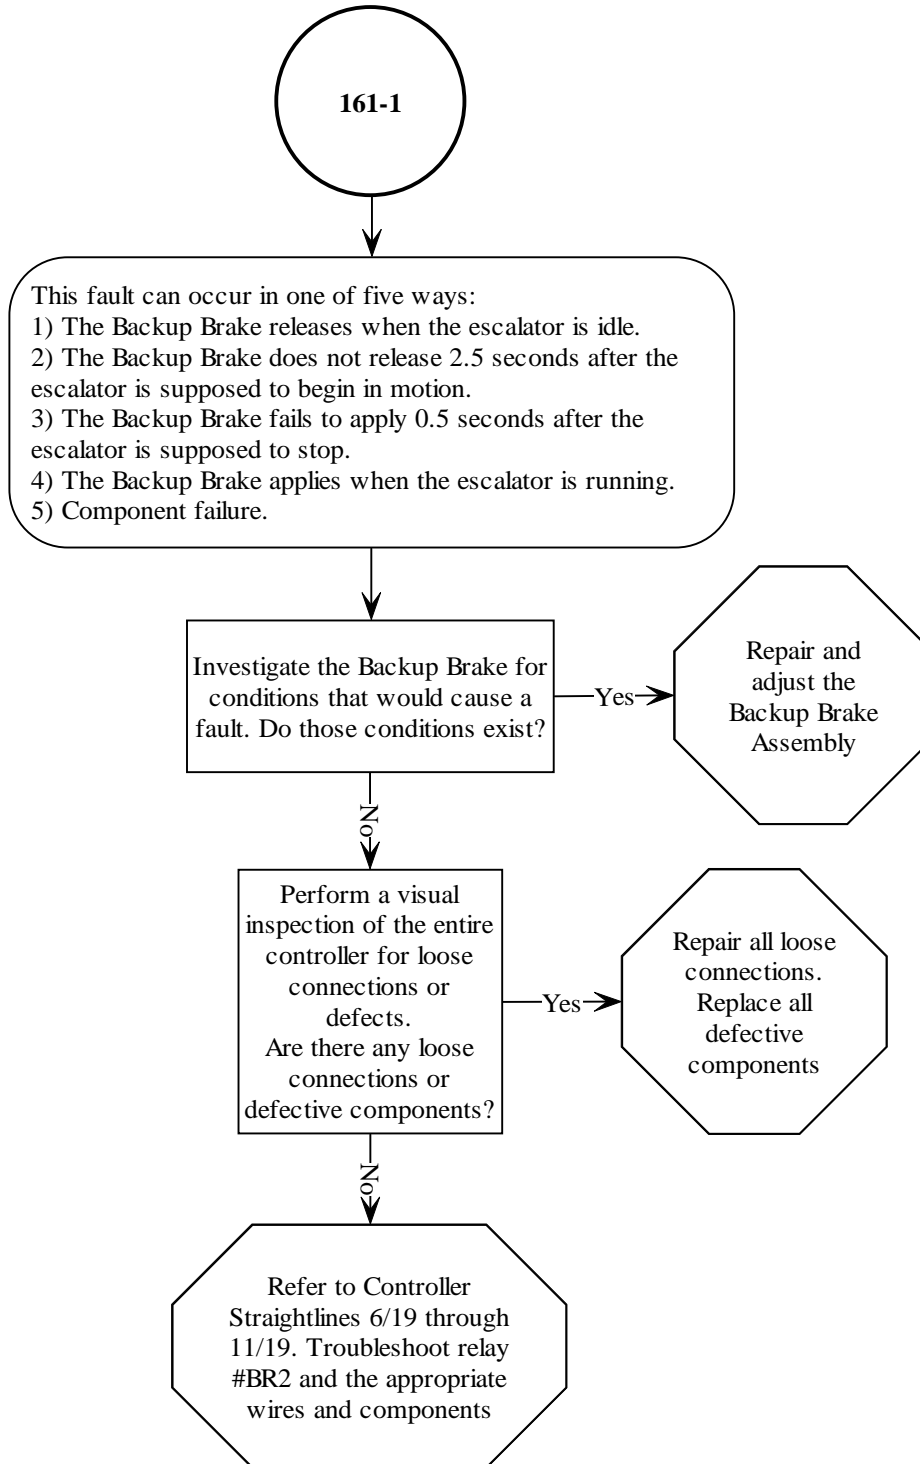 161-1
This fault can occur in one of five ways:
1) The Backup Brake releases when the escalator is idle.
2) The Backup Brake does not release 2.5 seconds after the
escalator is supposed to begin in motion.
3) The Backup Brake fails to apply 0.5 seconds after the
escalator is supposed to stop.
4) The Backup Brake applies when the escalator is running.
5) Component failure.
Investigate the Backup Brake for
conditions that would cause a
fault. Do those conditions exist?
Yes
Repair and
adjust the
Backup Brake
Assembly
No
Perform a visual
inspection of the entire
controller for loose
connections or
defects.
Are there any loose
connections or
defective components?
Yes
Repair all loose
connections.
Replace all
defective
components
No
Refer to Controller
Straightlines 6/19 through
11/19. Troubleshoot relay
#BR2 and the appropriate
wires and components